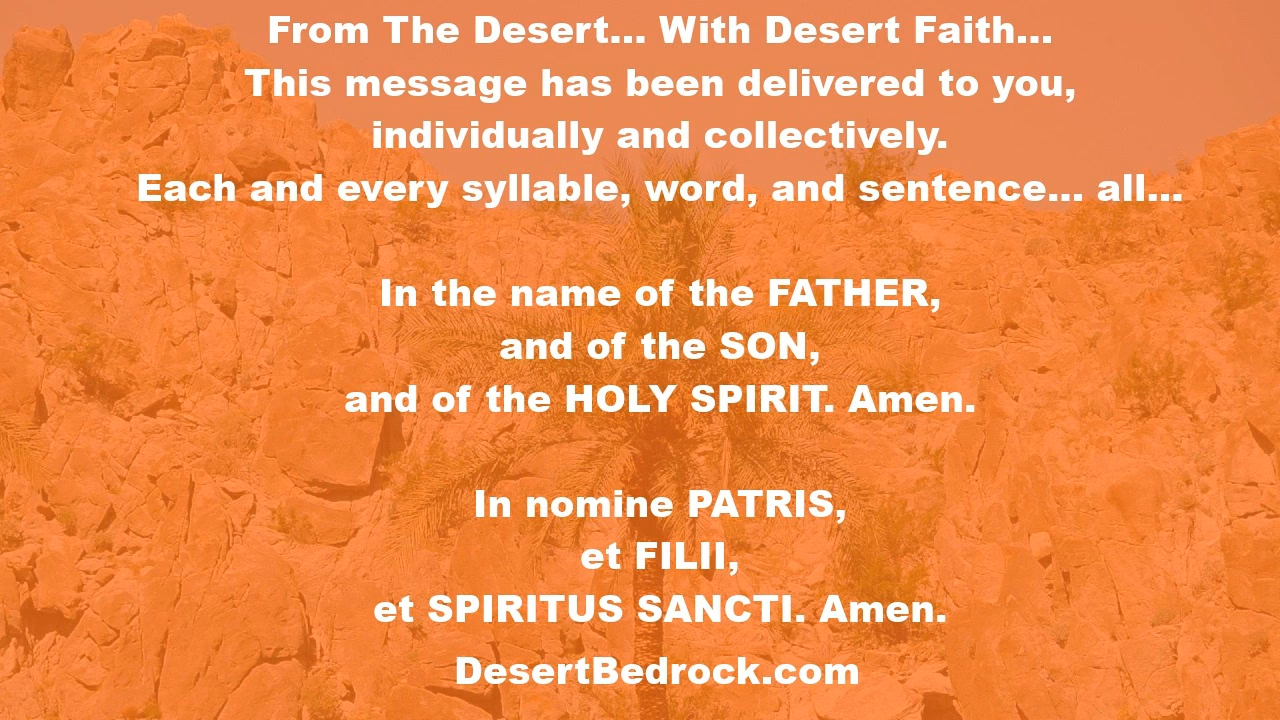 From The Desert... With Desert Faith...
This message has been delivered to you,
individually and collectively.
Each and every syllable, word, and sentence... all...
In the name of the FATHER,
and of the SON,
and of the HOLY SPIRIT. Amen.
In nomine PATRIS,
et FILII,
et SPIRITUS SANCTI. Amen.
DesertBedrock.com